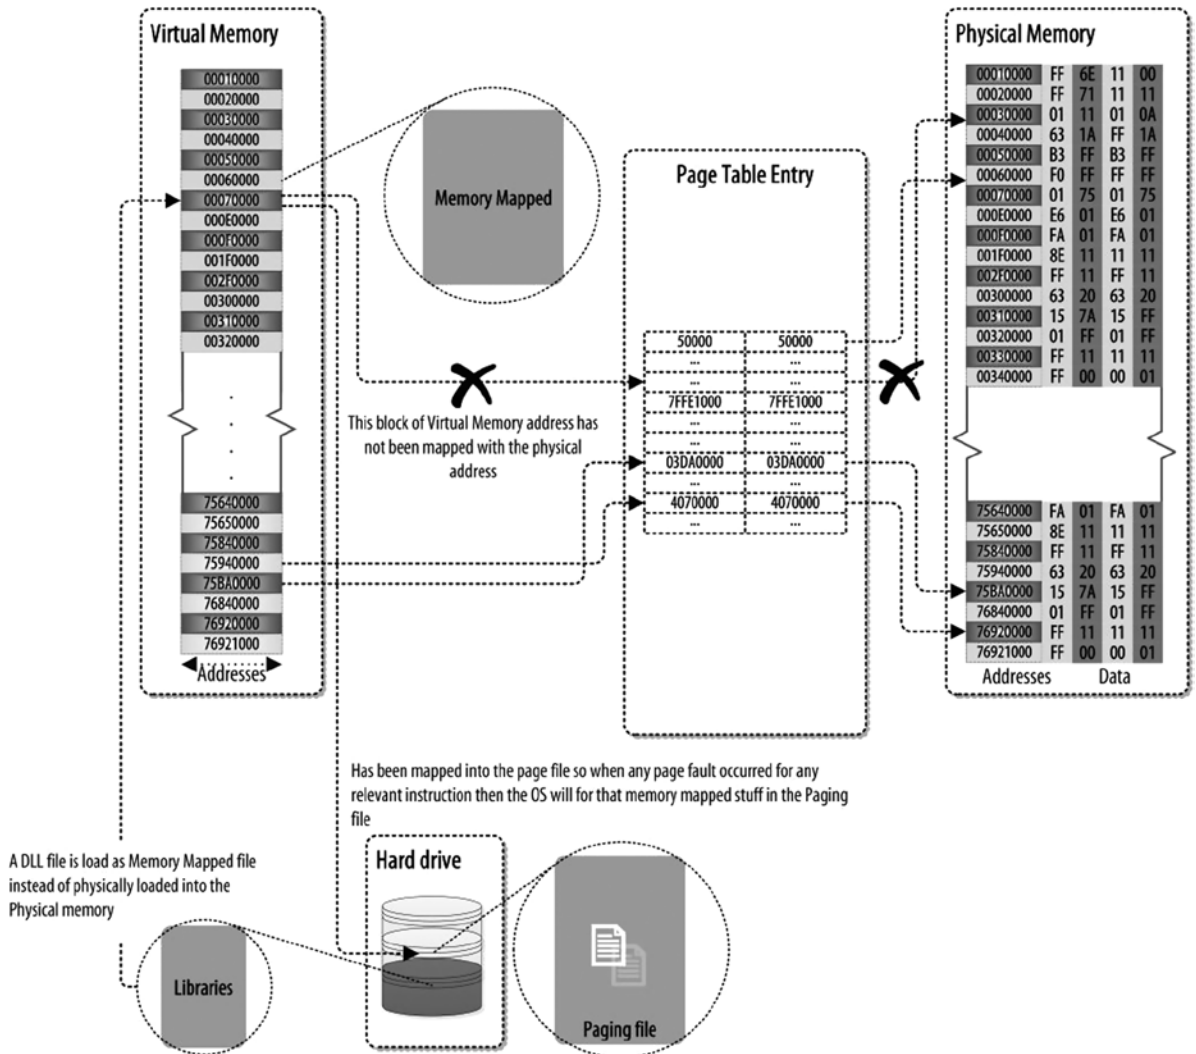 Virtual Memory
00010000
00020000
00030000
00040000
00050000
00060000
00070000
000E0000
000F0000
001F0000
002F0000
00300000
00310000
00320000
75640000
75650000
75840000
75940000
75BA0000
76840000
76920000
76921000
Addresses
Memory Mapped
This block of Virtual Memory address has
not been mapped with the physical
address
Page Table Entry
50000 50000
... ...
... ...
7FFE1000 7FFE1000
... ...
... ...
03DA0000 03DA0000
... ...
4070000 4070000
... ...
Physical Memory
00010000 FF 6E 11 00
00020000 FF 71 11 11
00030000 01 11 01 0A
00040000 63 1A FF 1A
00050000 B3 FF B3 FF
00060000 F0 FF FF FF
00070000 01 75 01 75
000E0000 E6 01 E6 01
000F0000 FA 01 FA 01
001F0000 8E 11 11 11
002F0000 FF 11 FF 11
00300000 63 20 63 20
00310000 15 7A 15 FF
00320000 01 FF 01 FF
00330000 FF 11 11 11
00340000 FF 00 00 01
75640000 FA 01 FA 01
75650000 8E 11 11 11
75840000 FF 11 FF 11
75940000 63 20 63 20
75BA0000 15 7A 15 FF
76840000 01 FF 01 FF
76920000 FF 11 11 11
76921000 FF 00 00 01
Addresses Data
Has been mapped into the page file so when any page fault occurred for any
relevant instruction then the OS will for that memory mapped stuff in the Paging
file
A DLL file is load as Memory Mapped file
instead of physically loaded into the
Physical memory
Libraries
Hard drive
Paging file